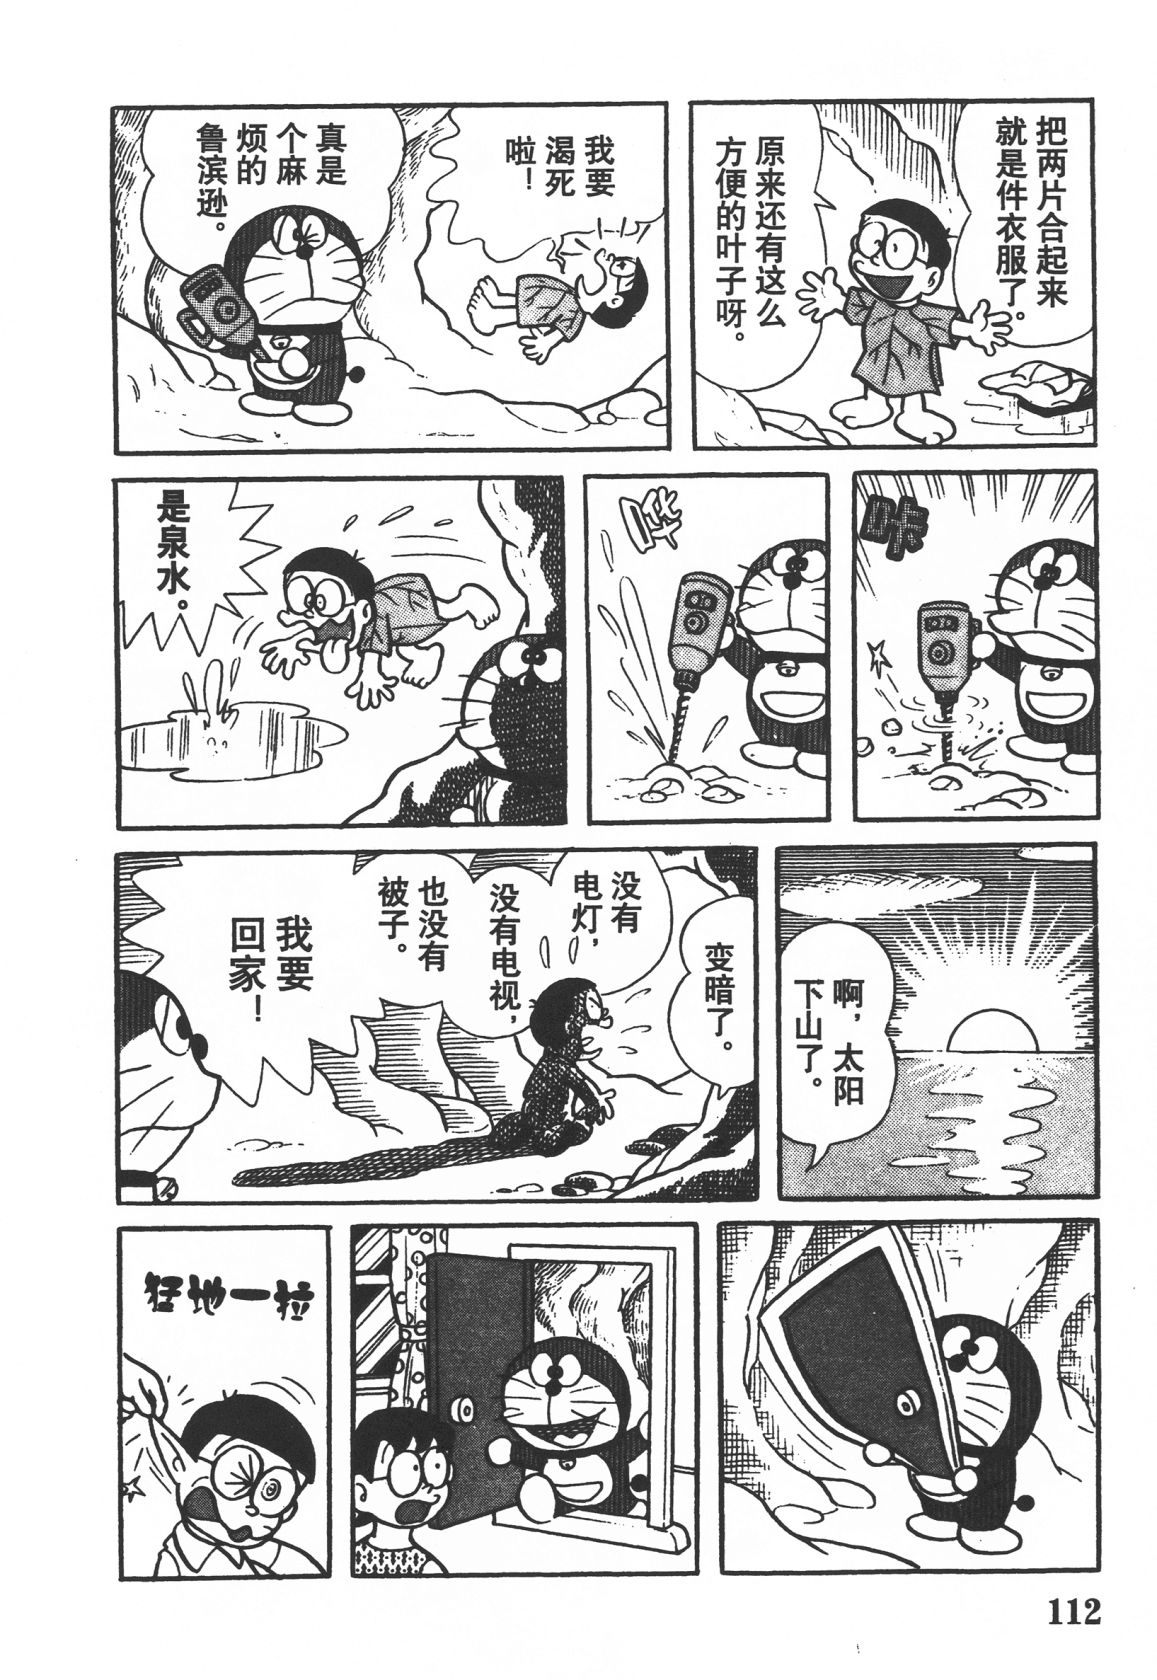 把两片合起来
就是件衣服了。
原来还有这么
方便的叶子呀。
我要
渴死
啦！
真是
个麻
烦的
鲁滨逊。
咔
哗
是泉水。
啊，太阳
下山了。
变暗了。
没有
电灯，
没有电视，
也没有
被子。
我要
回家！
猛地一拉
112